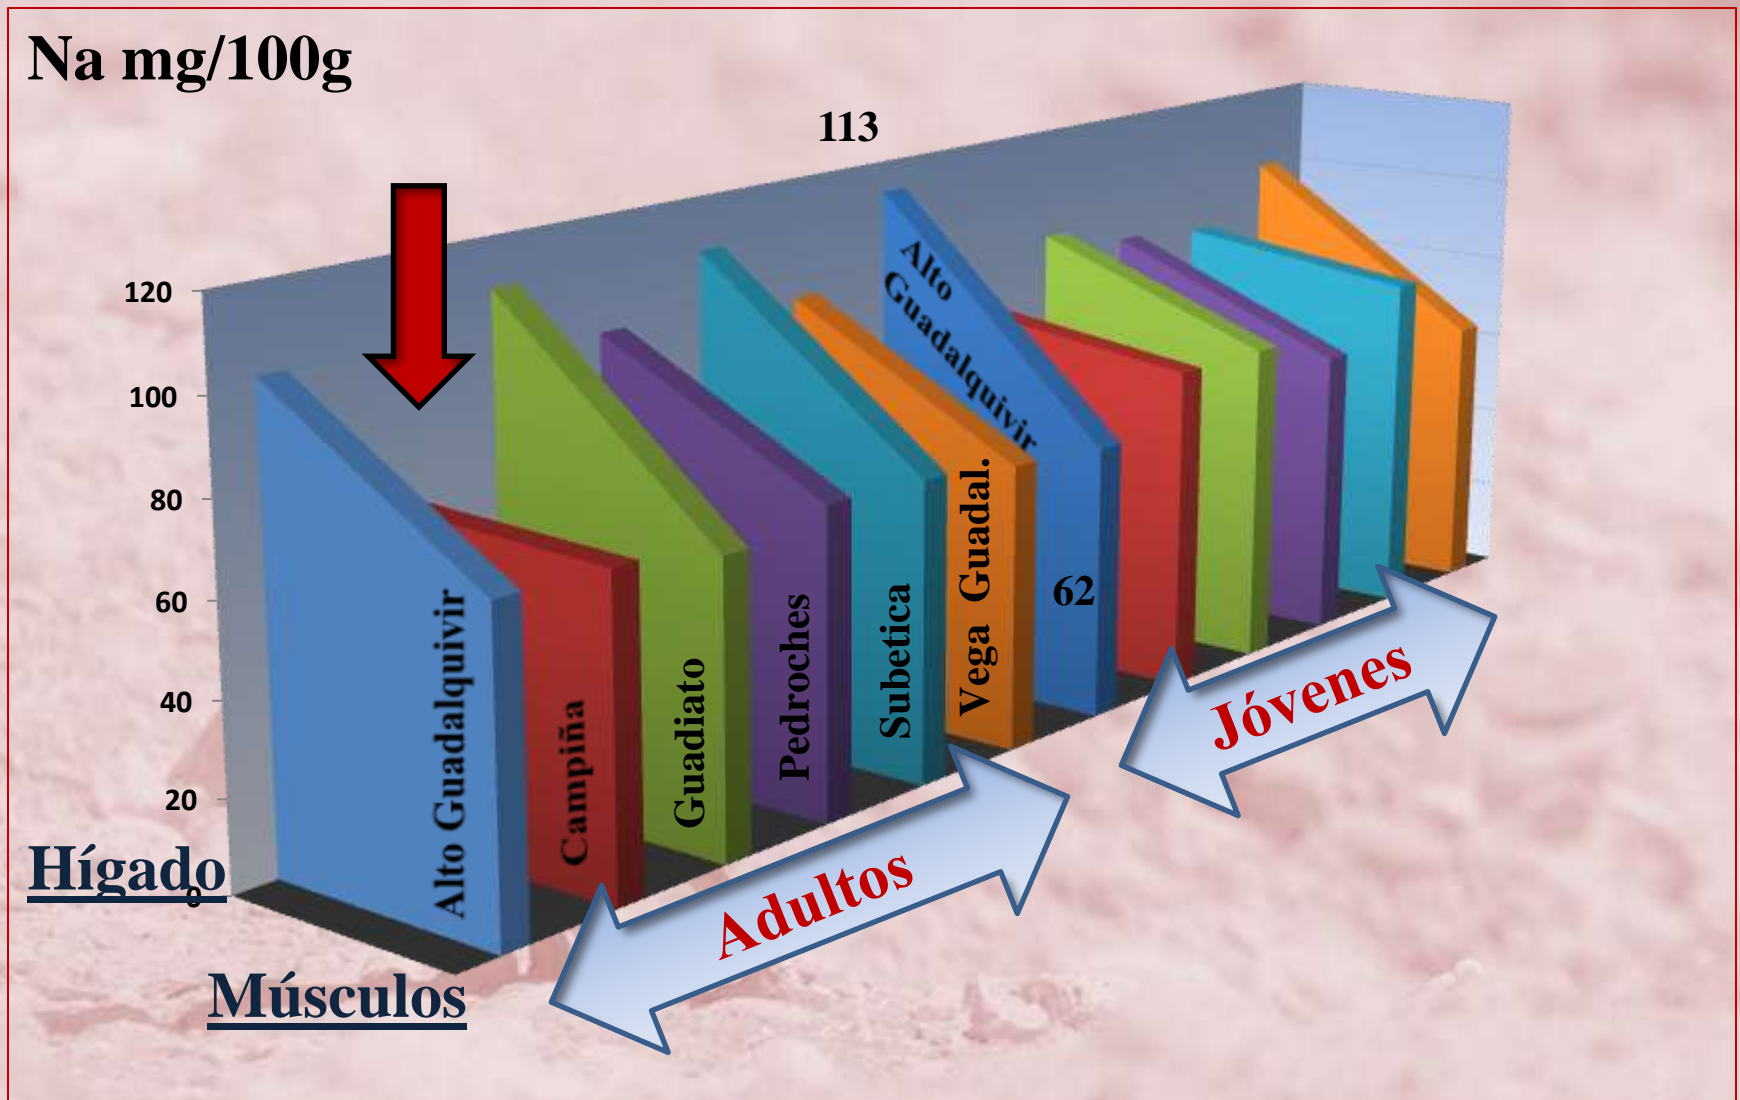 Na mg/100g
113
120
100
80
60
40
20
0
Hígado
Músculos
Alto Guadalquivir
Campiña
Guadiato
Pedroches
Subetica
Vega Guadal.
Alto
Guadalquivir
62
Adultos
Jóvenes